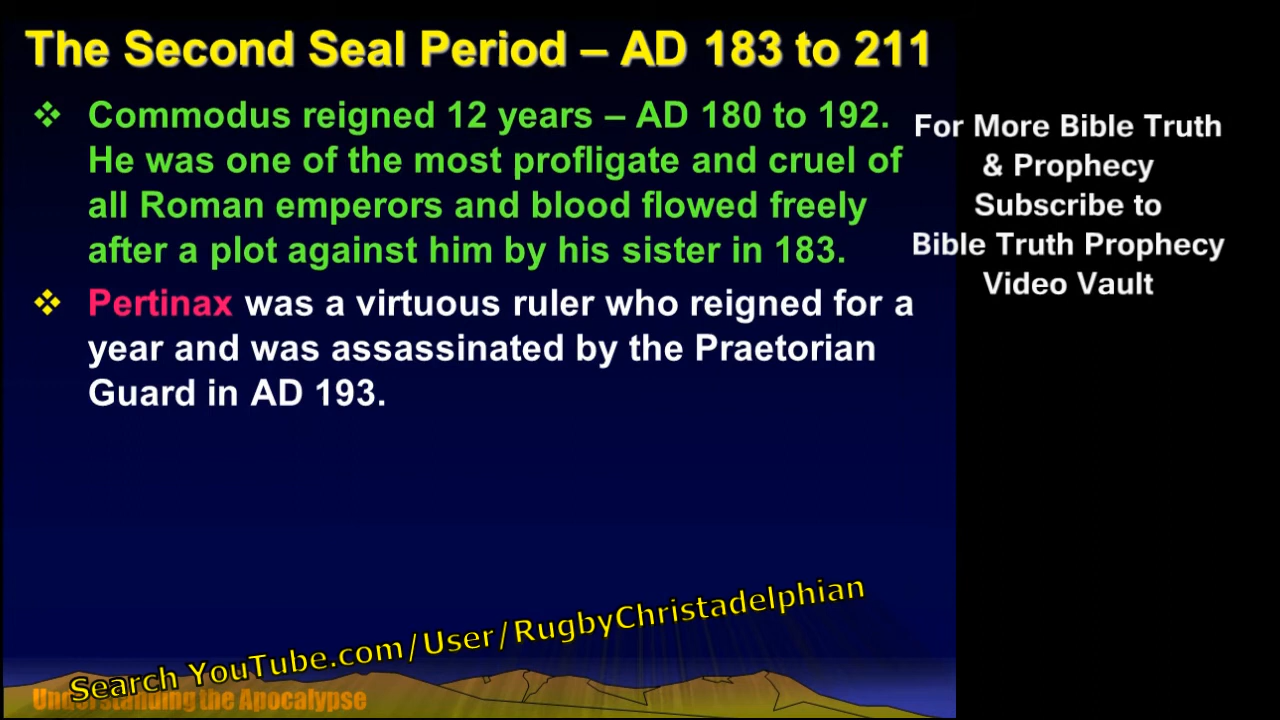 The Second Seal Period – AD 183 to 211
❖ Commodus reigned 12 years – AD 180 to 192.
He was one of the most profligate and cruel of
all Roman emperors and blood flowed freely
after a plot against him by his sister in 183.
❖ Pertinax was a virtuous ruler who reigned for a
year and was assassinated by the Praetorian
Guard in AD 193.
For More Bible Truth
& Prophecy
Subscribe to
Bible Truth Prophecy
Video Vault
Search YouTube.com/User/RugbyChristadelphian
Understanding the Apocalypse